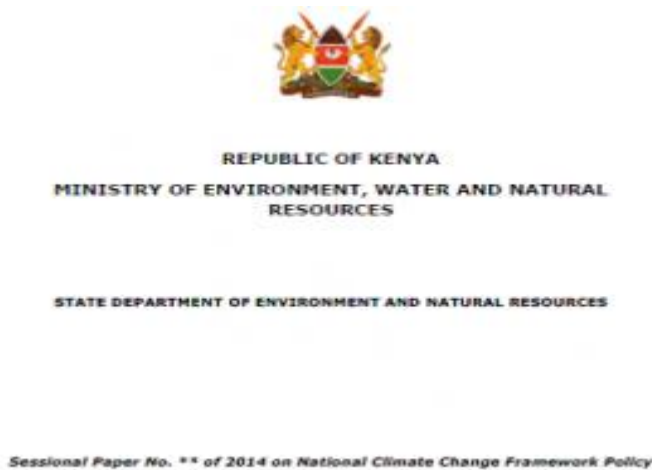 REPUBLIC OF KENYA
MINISTRY OF ENVIRONMENT, WATER AND NATURAL
RESOURCES
STATE DEPARTMENT OF ENVIRONMENT AND NATURAL RESOURCES
Sessional Paper No. ** of 2014 on National Climate Change Framework Policy